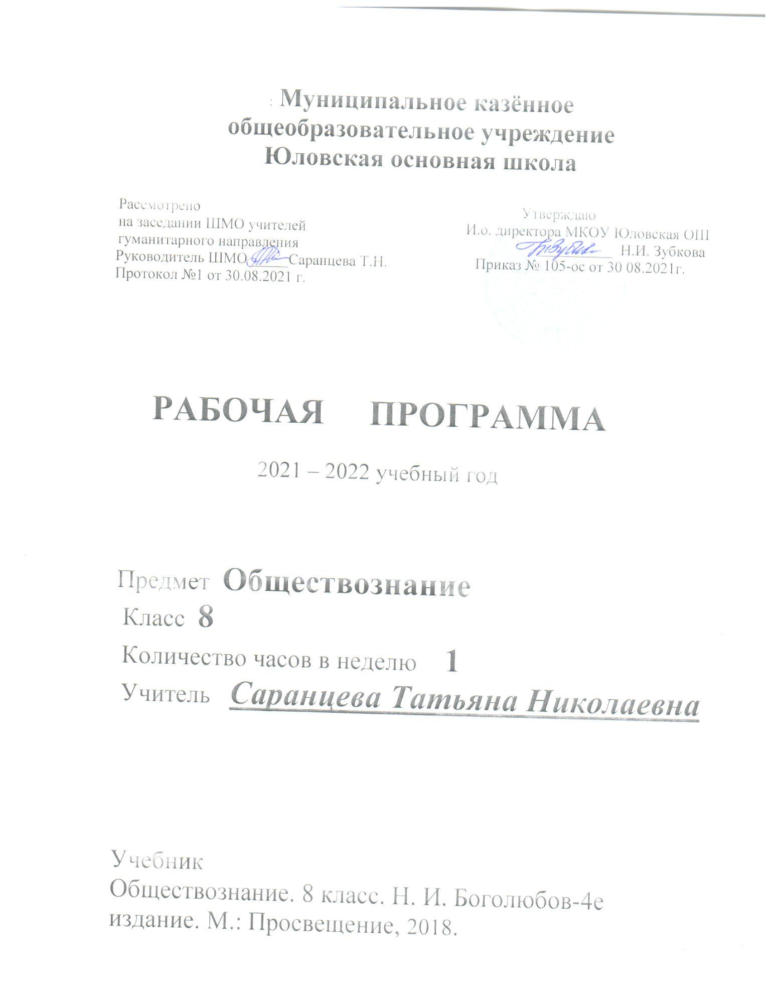 : Муниципальное казённое
общеобразовательное учреждение
Юловская основная школа
Рассмотрено
на заседании ШМО учителей
гуманитарного направления
Руководитель ШМО______Саранцева Т.Н.
Протокол №1 от 30.08.2021 г.
Утверждаю
И.о. директора МКОУ Юловская ОШ
__________ Н.И. Зубкова
Приказ № 105-ос от 30 08.2021г.
РАБОЧАЯ ПРОГРАММА
2021 – 2022 учебный год
Предмет Обществознание
Класс 8
Количество часов в неделю 1
Учитель Саранцева Татьяна Николаевна
Учебник
Обществознание. 8 класс. Н. И. Боголюбов-4е
издание. М.: Просвещение, 2018.